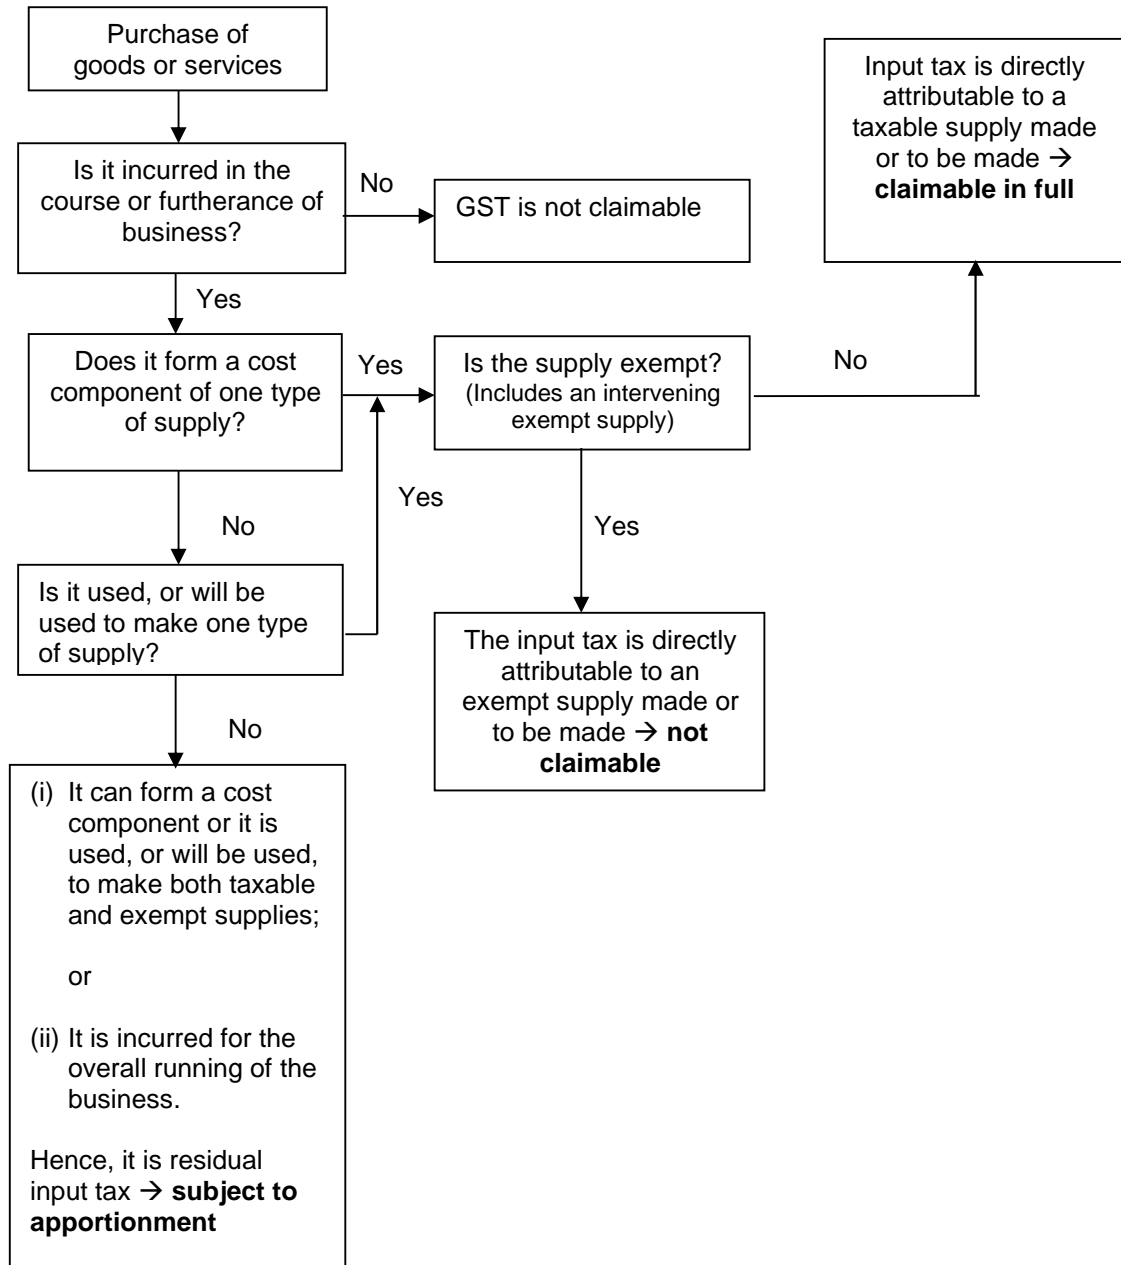 Purchase of
goods or services
Is it incurred in the
course or furtherance of
business?
No
GST is not claimable
Input tax is directly
attributable to a
taxable supply made
or to be made →
claimable in full
Yes
Does it form a cost
component of one type
of supply?
Yes
Is the supply exempt?
(Includes an intervening
exempt supply)
No
Yes
No
Yes
Is it used, or will be
used to make one type
of supply?
The input tax is directly
attributable to an
exempt supply made or
to be made → not
claimable
No
(i) It can form a cost
component or it is
used, or will be used,
to make both taxable
and exempt supplies;
or
(ii) It is incurred for the
overall running of the
business.
Hence, it is residual
input tax → subject to
apportionment